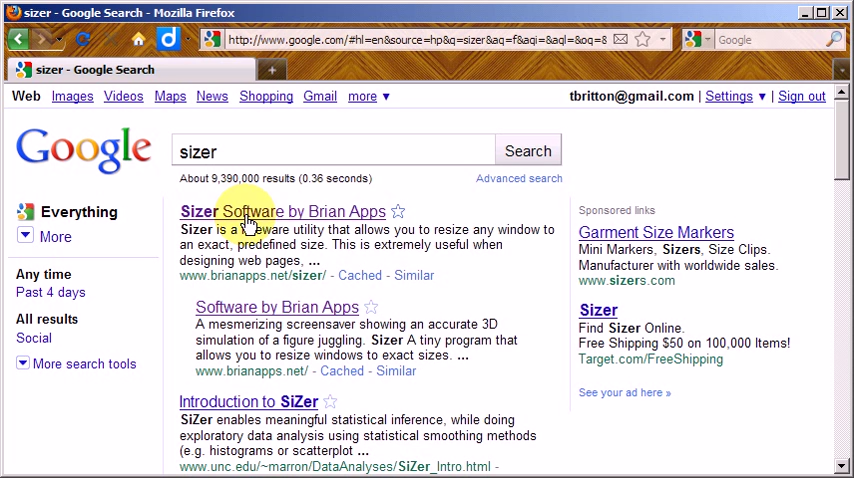 sizer - Google Search - Mozilla Firefox
http://www.google.com/#hl=en&source=hp&q=sizer&aq=f&aqi=&aql=&oq=&
Google
sizer - Google Search
Web Images Videos Maps News Shopping Gmail more ▼ tbritton@gmail.com | Settings ▼ | Sign out
Google
sizer
Search
About 9,390,000 results (0.36 seconds) Advanced search
Everything
More
Any time
Past 4 days
All results
Social
More search tools
Sizer Software by Brian Apps
Sizer is a freeware utility that allows you to resize any window to
an exact, predefined size. This is extremely useful when
designing web pages, ...
www.brianapps.net/sizer/ - Cached - Similar
Software by Brian Apps
A mesmerizing screensaver showing an accurate 3D
simulation of a figure juggling. Sizer A tiny program that
allows you to resize windows to exact sizes. ...
www.brianapps.net/ - Cached - Similar
Introduction to SiZer
SiZer enables meaningful statistical inference, while doing
exploratory data analysis using statistical smoothing methods
(e.g. histograms or scatterplot ...
www.unc.edu/~marron/DataAnalyses/SiZer_Intro.html -
Sponsored links
Garment Size Markers
Mini Markers, Sizers, Size Clips.
Manufacturer with worldwide sales.
www.sizers.com
Sizer
Find Sizer Online.
Free Shipping $50 on 100,000 Items!
Target.com/FreeShipping
See your ad here »